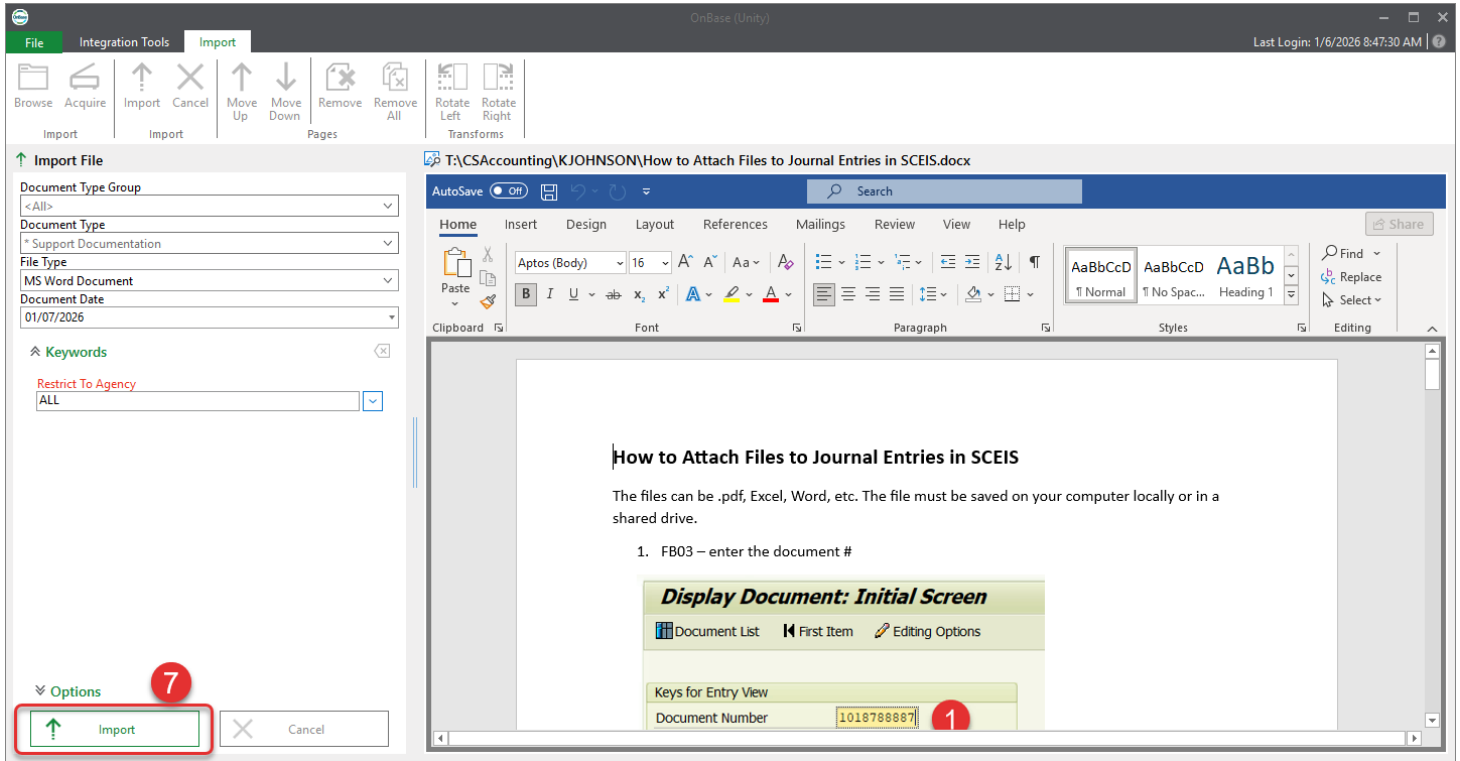 OnBase (Unity)
File Integration Tools Import
Last Login: 1/6/2026 8:47:30 AM
Browse Acquire Import Cancel Move Up Move Down Remove Remove All Rotate Left Rotate Right
Import Import Pages Transforms
Import File
Document Type Group
<All>
Document Type
* Support Documentation
File Type
MS Word Document
Document Date
01/07/2026
Keywords
Restrict To Agency
ALL
Options
7
Import Cancel
T:\CSAccounting\KJOHNSON\How to Attach Files to Journal Entries in SCEIS.docx
AutoSave Off Search
Home Insert Design Layout References Mailings Review View Help Share
Paste
Aptos (Body) 16 A A Aa A
B I U ab x2 x2 A A
AaBbCcD AaBbCcD AaBb
¶ Normal ¶ No Spac... Heading 1
Find
Replace
Select
Clipboard Font Paragraph Styles Editing
How to Attach Files to Journal Entries in SCEIS
The files can be .pdf, Excel, Word, etc. The file must be saved on your computer locally or in a
shared drive.
1. FB03 – enter the document #
Display Document: Initial Screen
Document List First Item Editing Options
Keys for Entry View
Document Number 1018788887 1